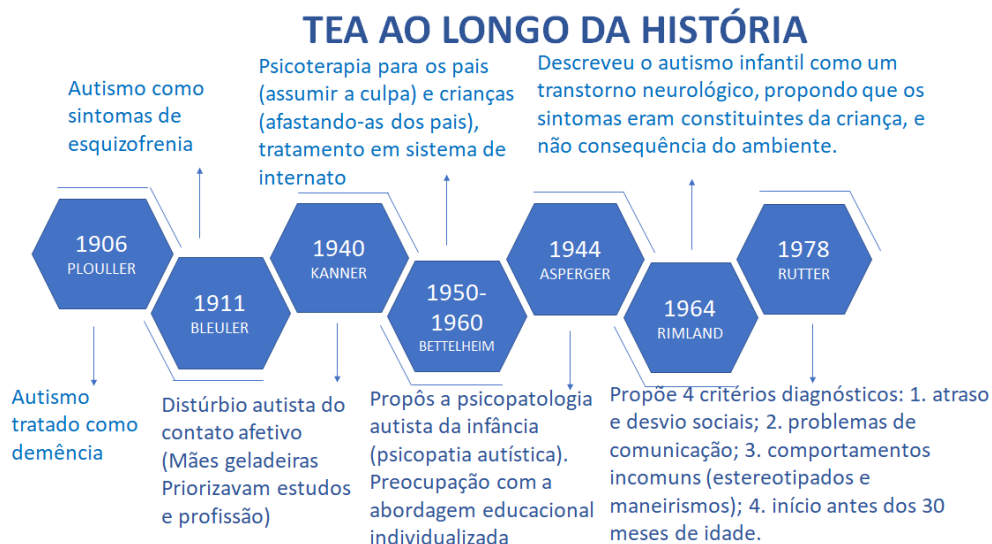 TEA AO LONGO DA HISTÓRIA
Autismo como
sintomas de
esquizofrenia
Psicoterapia para os pais
(assumir a culpa) e crianças
(afastando-as dos pais),
tratamento em sistema de
internato
Descreveu o autismo infantil como um
transtorno neurológico, propondo que os
sintomas eram constituintes da criança, e
não consequência do ambiente.
1906
PLOULLER
1911
BLEULER
1940
KANNER
1950-
1960
BETTELHEIM
1944
ASPERGER
1964
RIMLAND
1978
RUTTER
Autismo
tratado como
demência
Distúrbio autista do
contato afetivo
(Mães geladeiras
Priorizavam estudos
e profissão)
Propôs a psicopatologia
autista da infância
(psicopatia autística).
Preocupação com a
abordagem educacional
individualizada
Propõe 4 critérios diagnósticos: 1. atraso
e desvio sociais; 2. problemas de
comunicação; 3. comportamentos
incomuns (estereotipados e
maneirismos); 4. início antes dos 30
meses de idade.